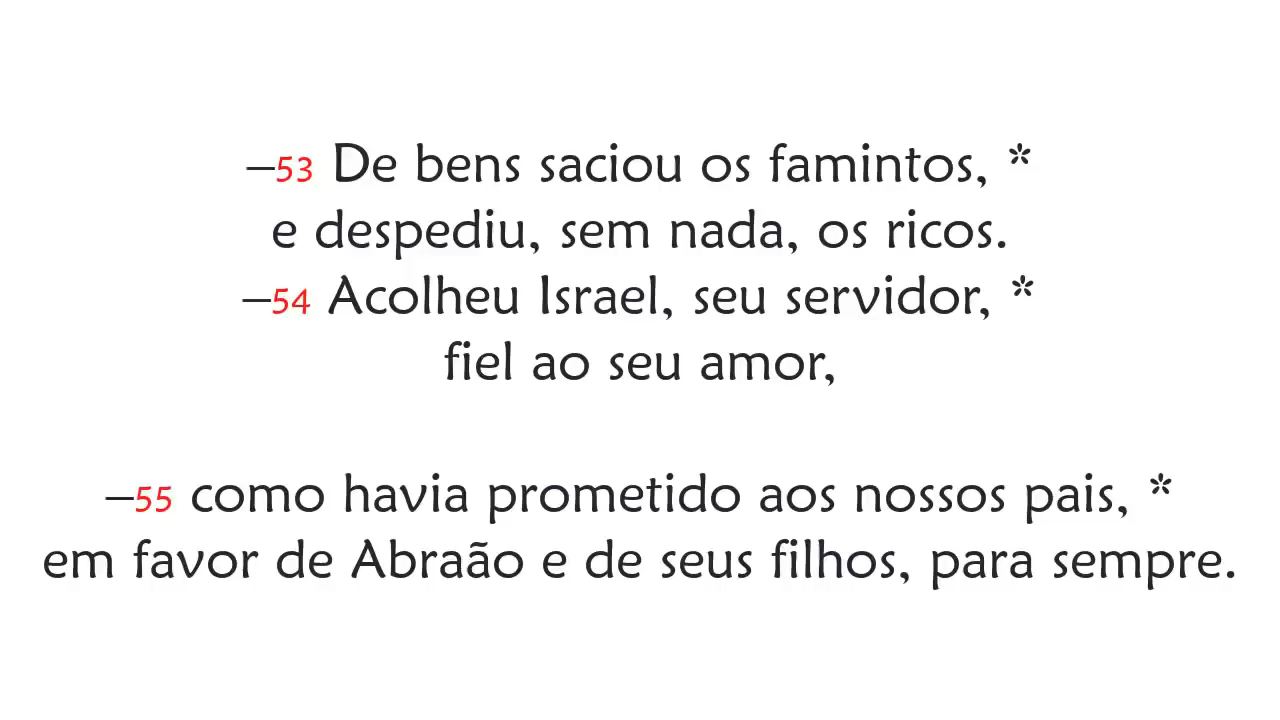 –53 De bens saciou os famintos, *
e despediu, sem nada, os ricos.
–54 Acolheu Israel, seu servidor, *
fiel ao seu amor,
–55 como havia prometido aos nossos pais, *
em favor de Abraão e de seus filhos, para sempre.